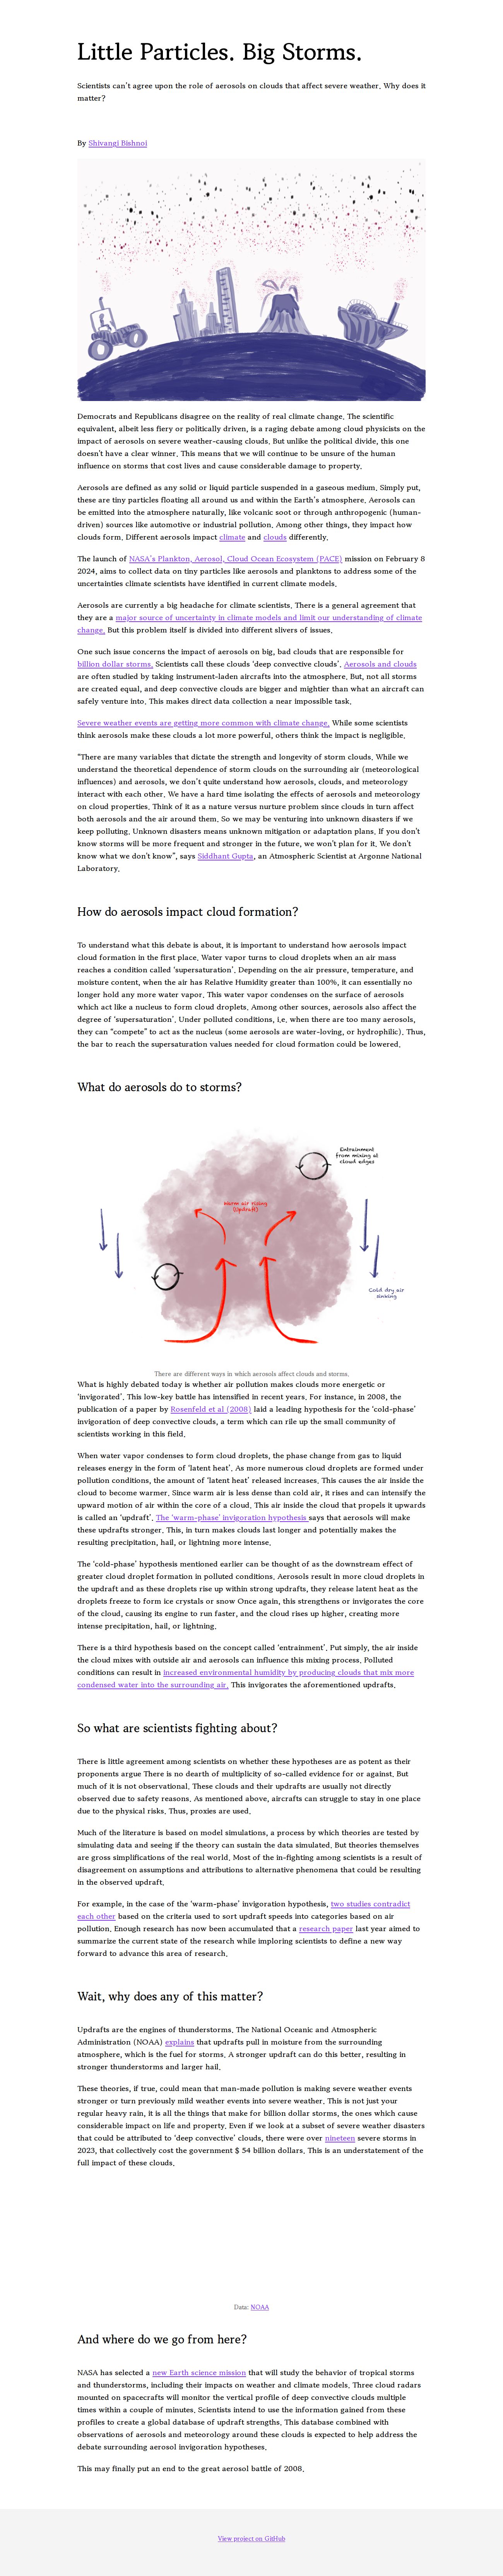 Little Particles. Big Storms.
Scientists can't agree upon the role of aerosols on clouds that affect severe weather. Why does it
matter?
By Shivangi Bishnoi
Democrats and Republicans disagree on the reality of real climate change. The scientific
equivalent, albeit less fiery or politically driven, is a raging debate among cloud physicists on the
impact of aerosols on severe weather-causing clouds. But unlike the political divide, this one
doesn't have a clear winner. This means that we will continue to be unsure of the human
influence on storms that cost lives and cause considerable damage to property.
Aerosols are defined as any solid or liquid particle suspended in a gaseous medium. Simply put,
these are tiny particles floating all around us and within the Earth's atmosphere. Aerosols can
be emitted into the atmosphere naturally, like volcanic soot or through anthropogenic (human-
driven) sources like automotive or industrial pollution. Among other things, they impact how
clouds form. Different aerosols impact climate and clouds differently.
The launch of NASA's Plankton, Aerosol, Cloud Ocean Ecosystem (PACE) mission on February 8
2024, aims to collect data on tiny particles like aerosols and planktons to address some of the
uncertainties climate scientists have identified in current climate models.
Aerosols are currently a big headache for climate scientists. There is a general agreement that
they are a major source of uncertainty in climate models and limit our understanding of climate
change. But this problem itself is divided into different slivers of issues.
One such issue concerns the impact of aerosols on big, bad clouds that are responsible for
billion dollar storms. Scientists call these clouds 'deep convective clouds'. Aerosols and clouds
are often studied by taking instrument-laden aircrafts into the atmosphere. But, not all storms
are created equal, and deep convective clouds are bigger and mightier than what an aircraft can
safely venture into. This makes direct data collection a near impossible task.
Severe weather events are getting more common with climate change. While some scientists
think aerosols make these clouds a lot more powerful, others think the impact is negligible.
"There are many variables that dictate the strength and longevity of storm clouds. While we
understand the theoretical dependence of storm clouds on the surrounding air (meteorological
influences) and aerosols, we don't quite understand how aerosols, clouds, and meteorology
interact with each other. We have a hard time isolating the effects of aerosols and meteorology
on cloud properties. Think of it as a nature versus nurture problem since clouds in turn affect
both aerosols and the air around them. So we may be venturing into unknown disasters if we
keep polluting. Unknown disasters means unknown mitigation or adaptation plans. If you don't
know storms will be more frequent and stronger in the future, we won't plan for it. We don't
know what we don't know", says Siddhant Gupta, an Atmospheric Scientist at Argonne National
Laboratory.
How do aerosols impact cloud formation?
To understand what this debate is about, it is important to understand how aerosols impact
cloud formation in the first place. Water vapor turns to cloud droplets when an air mass
reaches a condition called 'supersaturation'. Depending on the air pressure, temperature, and
moisture content, when the air has Relative Humidity greater than 100%, it can essentially no
longer hold any more water vapor. This water vapor condenses on the surface of aerosols
which act like a nucleus to form cloud droplets. Among other sources, aerosols also affect the
degree of 'supersaturation'. Under polluted conditions, i.e. when there are too many aerosols,
they can "compete" to act as the nucleus (some aerosols are water-loving, or hydrophilic). Thus,
the bar to reach the supersaturation values needed for cloud formation could be lowered.
What do aerosols do to storms?
Entrainment
from mixing at
cloud edges
Warm air rising
(Updraft)
Cold dry air
sinking
There are different ways in which aerosols affect clouds and storms.
What is highly debated today is whether air pollution makes clouds more energetic or
'invigorated'. This low-key battle has intensified in recent years. For instance, in 2008, the
publication of a paper by Rosenfeld et al (2008) laid a leading hypothesis for the 'cold-phase'
invigoration of deep convective clouds, a term which can rile up the small community of
scientists working in this field.
When water vapor condenses to form cloud droplets, the phase change from gas to liquid
releases energy in the form of 'latent heat'. As more numerous cloud droplets are formed under
pollution conditions, the amount of 'latent heat' released increases. This causes the air inside the
cloud to become warmer. Since warm air is less dense than cold air, it rises and can intensify the
upward motion of air within the core of a cloud. This air inside the cloud that propels it upwards
is called an 'updraft'. The 'warm-phase' invigoration hypothesis says that aerosols will make
these updrafts stronger. This, in turn makes clouds last longer and potentially makes the
resulting precipitation, hail, or lightning more intense.
The 'cold-phase' hypothesis mentioned earlier can be thought of as the downstream effect of
greater cloud droplet formation in polluted conditions. Aerosols result in more cloud droplets in
the updraft and as these droplets rise up within strong updrafts, they release latent heat as the
droplets freeze to form ice crystals or snow Once again, this strengthens or invigorates the core
of the cloud, causing its engine to run faster, and the cloud rises up higher, creating more
intense precipitation, hail, or lightning.
There is a third hypothesis based on the concept called 'entrainment'. Put simply, the air inside
the cloud mixes with outside air and aerosols can influence this mixing process. Polluted
conditions can result in increased environmental humidity by producing clouds that mix more
condensed water into the surrounding air. This invigorates the aforementioned updrafts.
So what are scientists fighting about?
There is little agreement among scientists on whether these hypotheses are as potent as their
proponents argue There is no dearth of multiplicity of so-called evidence for or against. But
much of it is not observational. These clouds and their updrafts are usually not directly
observed due to safety reasons. As mentioned above, aircrafts can struggle to stay in one place
due to the physical risks. Thus, proxies are used.
Much of the literature is based on model simulations, a process by which theories are tested by
simulating data and seeing if the theory can sustain the data simulated. But theories themselves
are gross simplifications of the real world. Most of the in-fighting among scientists is a result of
disagreement on assumptions and attributions to alternative phenomena that could be resulting
in the observed updraft.
For example, in the case of the 'warm-phase' invigoration hypothesis, two studies contradict
each other based on the criteria used to sort updraft speeds into categories based on air
pollution. Enough research has now been accumulated that a research paper last year aimed to
summarize the current state of the research while imploring scientists to define a new way
forward to advance this area of research.
Wait, why does any of this matter?
Updrafts are the engines of thunderstorms. The National Oceanic and Atmospheric
Administration (NOAA) explains that updrafts pull in moisture from the surrounding
atmosphere, which is the fuel for storms. A stronger updraft can do this better, resulting in
stronger thunderstorms and larger hail.
These theories, if true, could mean that man-made pollution is making severe weather events
stronger or turn previously mild weather events into severe weather. This is not just your
regular heavy rain, it is all the things that make for billion dollar storms, the ones which cause
considerable impact on life and property. Even if we look at a subset of severe weather disasters
that could be attributed to 'deep convective' clouds, there were over nineteen severe storms in
2023, that collectively cost the government $ 54 billion dollars. This is an understatement of the
full impact of these clouds.
Data: NOAA
And where do we go from here?
NASA has selected a new Earth science mission that will study the behavior of tropical storms
and thunderstorms, including their impacts on weather and climate models. Three cloud radars
mounted on spacecrafts will monitor the vertical profile of deep convective clouds multiple
times within a couple of minutes. Scientists intend to use the information gained from these
profiles to create a global database of updraft strengths. This database combined with
observations of aerosols and meteorology around these clouds is expected to help address the
debate surrounding aerosol invigoration hypotheses.
This may finally put an end to the great aerosol battle of 2008.
View project on GitHub